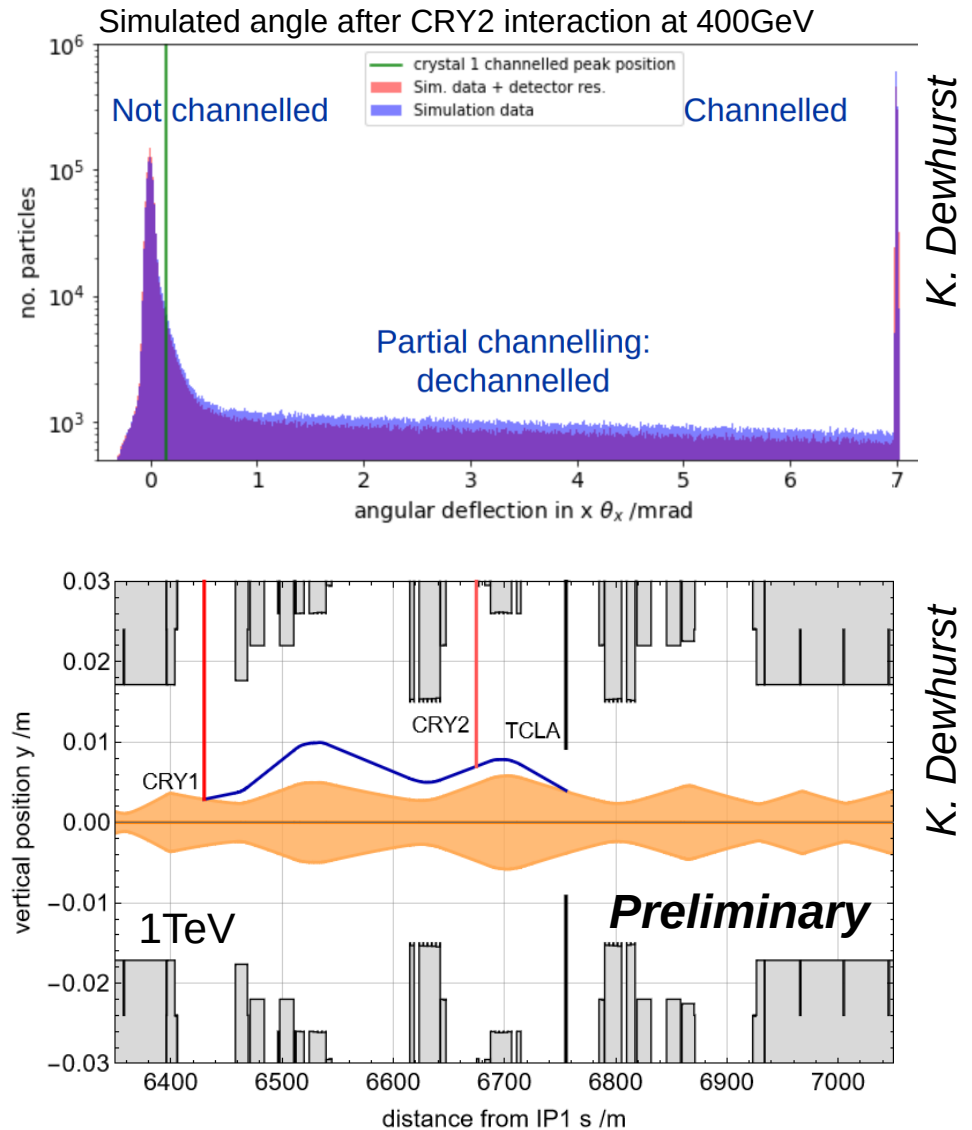 Simulated angle after CRY2 interaction at 400GeV
crystal 1 channelled peak position
Sim. data + detector res.
Simulation data
Not channelled
Channelled
Partial channelling:
dechannelled
K. Dewhurst
no. particles
10⁶
10⁵
10⁴
10³
0 1 2 3 4 5 6 7
angular deflection in x θₓ /mrad
K. Dewhurst
vertical position y /m
0.03
0.02
0.01
0.00
−0.01
−0.02
−0.03
CRY1
CRY2
TCLA
1TeV
Preliminary
6400 6500 6600 6700 6800 6900 7000
distance from IP1 s /m